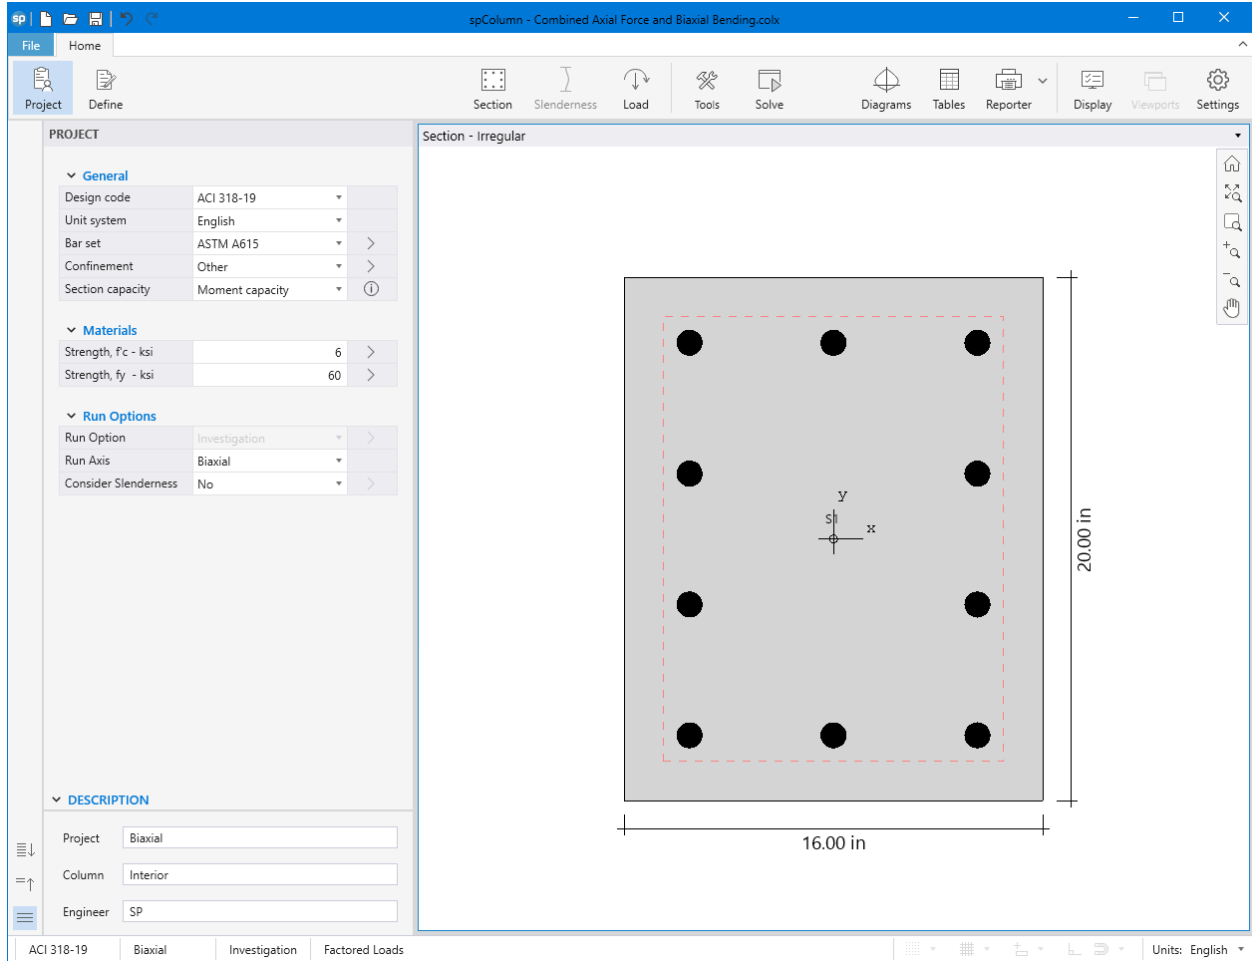 sp
spColumn - Combined Axial Force and Biaxial Bending.colx
File
Home
Project
Define
Section
Slenderness
Load
Tools
Solve
Diagrams
Tables
Reporter
Display
Viewports
Settings
PROJECT
General
Design code ACI 318-19
Unit system English
Bar set ASTM A615
Confinement Other
Section capacity Moment capacity
Materials
Strength, f'c - ksi 6
Strength, fy - ksi 60
Run Options
Run Option Investigation
Run Axis Biaxial
Consider Slenderness No
DESCRIPTION
Project Biaxial
Column Interior
Engineer SP
Section - Irregular
y
S1
x
20.00 in
16.00 in
ACI 318-19
Biaxial
Investigation
Factored Loads
Units: English